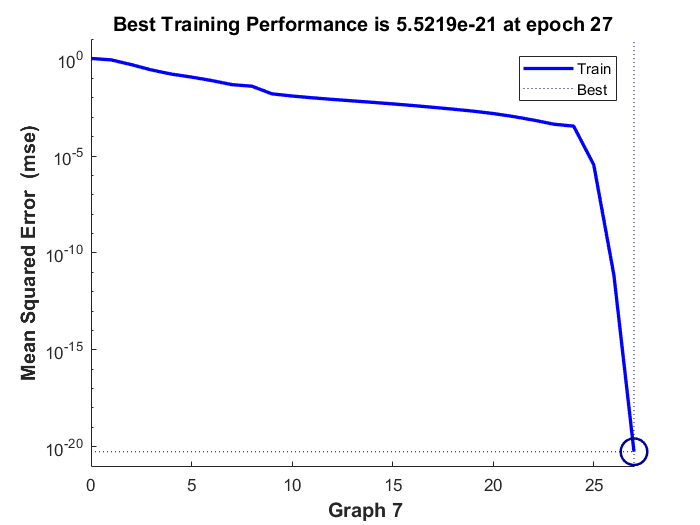 Best Training Performance is 5.5219e-21 at epoch 27
Mean Squared Error  (mse)
10^0
10^-5
10^-10
10^-15
10^-20
Train
Best
0 5 10 15 20 25
Graph 7